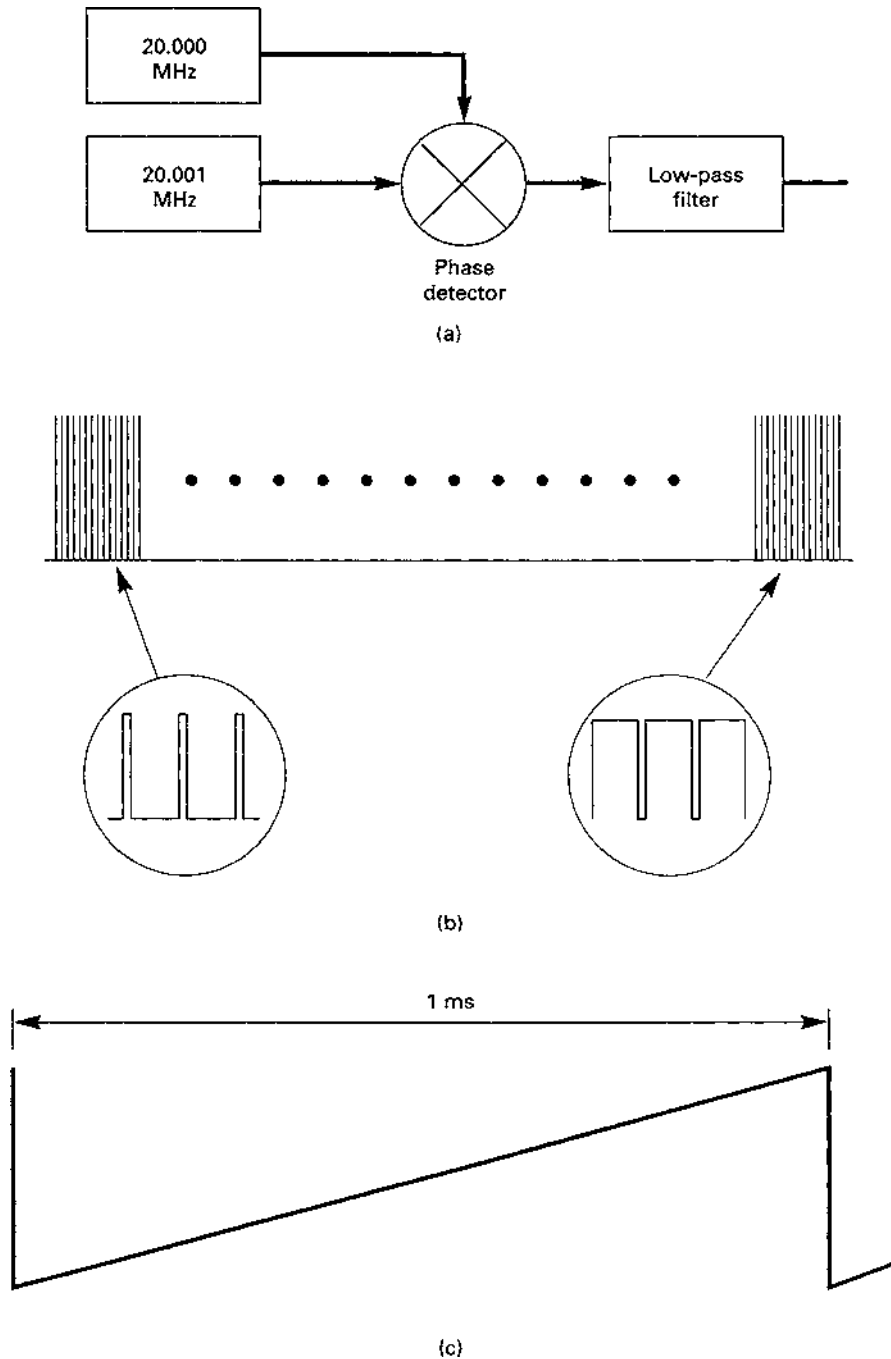 20.000
MHz
20.001
MHz
Low-pass
filter
Phase
detector
(a)
(b)
1 ms
(c)